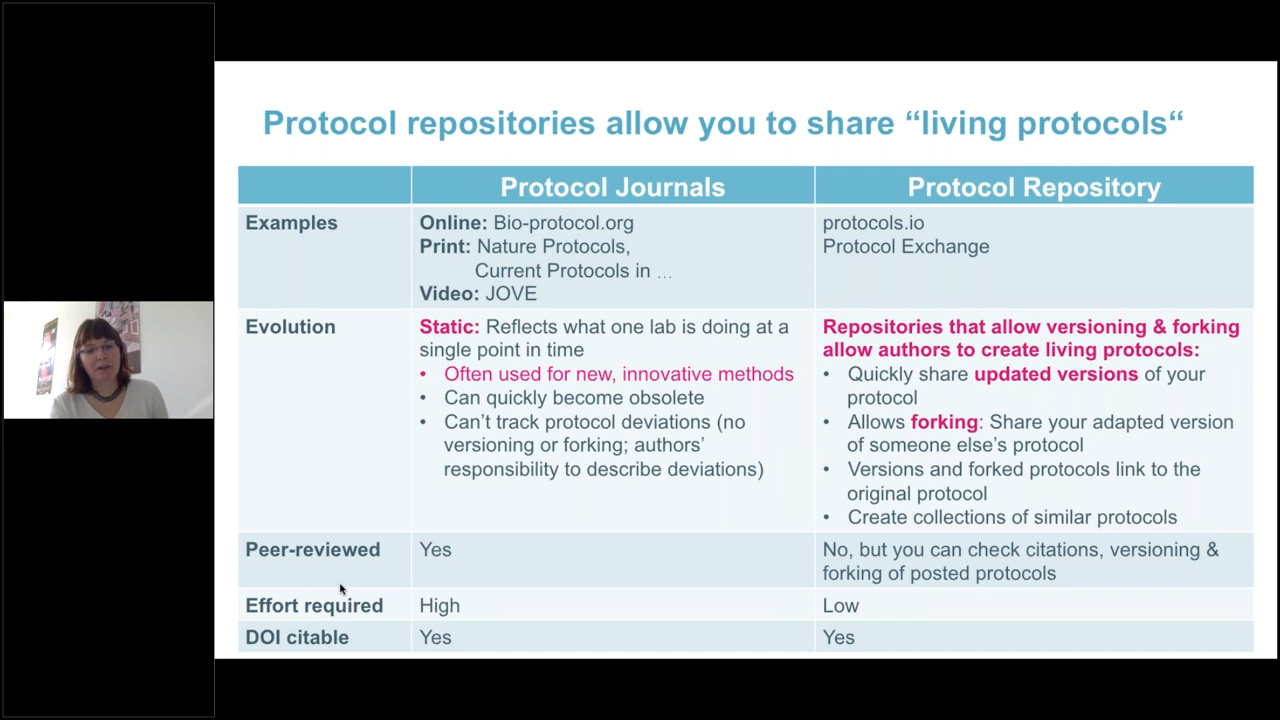 Protocol repositories allow you to share “living protocols“
Protocol Journals
Protocol Repository
Examples
Online: Bio-protocol.org
Print: Nature Protocols,
Current Protocols in …
Video: JOVE
protocols.io
Protocol Exchange
Evolution
Static: Reflects what one lab is doing at a
single point in time
• Often used for new, innovative methods
• Can quickly become obsolete
• Can’t track protocol deviations (no
versioning or forking; authors’
responsibility to describe deviations)
Repositories that allow versioning & forking
allow authors to create living protocols:
• Quickly share updated versions of your
protocol
• Allows forking: Share your adapted version
of someone else’s protocol
• Versions and forked protocols link to the
original protocol
• Create collections of similar protocols
Peer-reviewed
Yes
No, but you can check citations, versioning &
forking of posted protocols
Effort required
High
Low
DOI citable
Yes
Yes